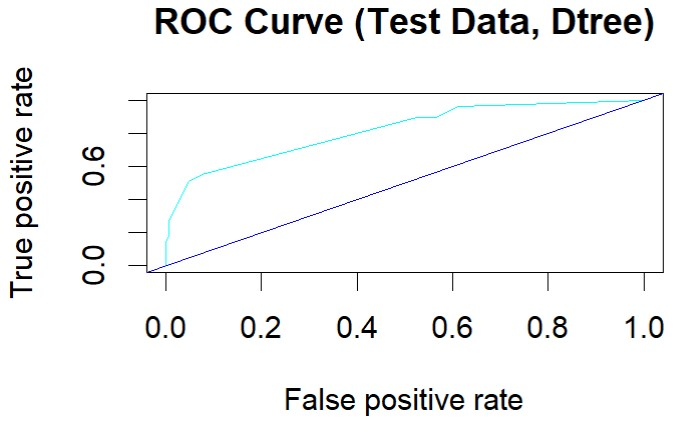 ROC Curve (Test Data, Dtree)
True positive rate
0.6
0.0
0.0 0.2 0.4 0.6 0.8 1.0
False positive rate